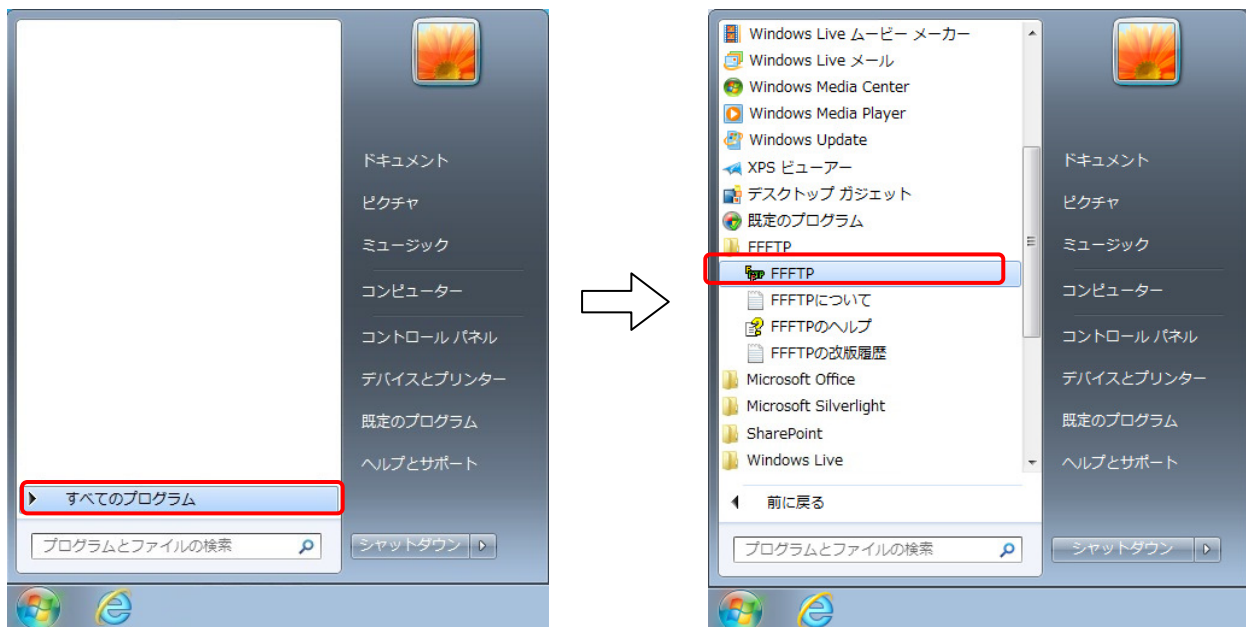 ドキュメント
ピクチャ
ミュージック
コンピューター
コントロール パネル
デバイスとプリンター
既定のプログラム
ヘルプとサポート
すべてのプログラム
プログラムとファイルの検索
シャットダウン
Windows Live ムービー メーカー
Windows Live メール
Windows Media Center
Windows Media Player
Windows Update
XPS ビューアー
デスクトップ ガジェット
既定のプログラム
FFFTP
FFFTP
FFFTPについて
FFFTPのヘルプ
FFFTPの改版履歴
Microsoft Office
Microsoft Silverlight
SharePoint
Windows Live
前に戻る
プログラムとファイルの検索
ドキュメント
ピクチャ
ミュージック
コンピューター
コントロール パネル
デバイスとプリンター
既定のプログラム
ヘルプとサポート
シャットダウン